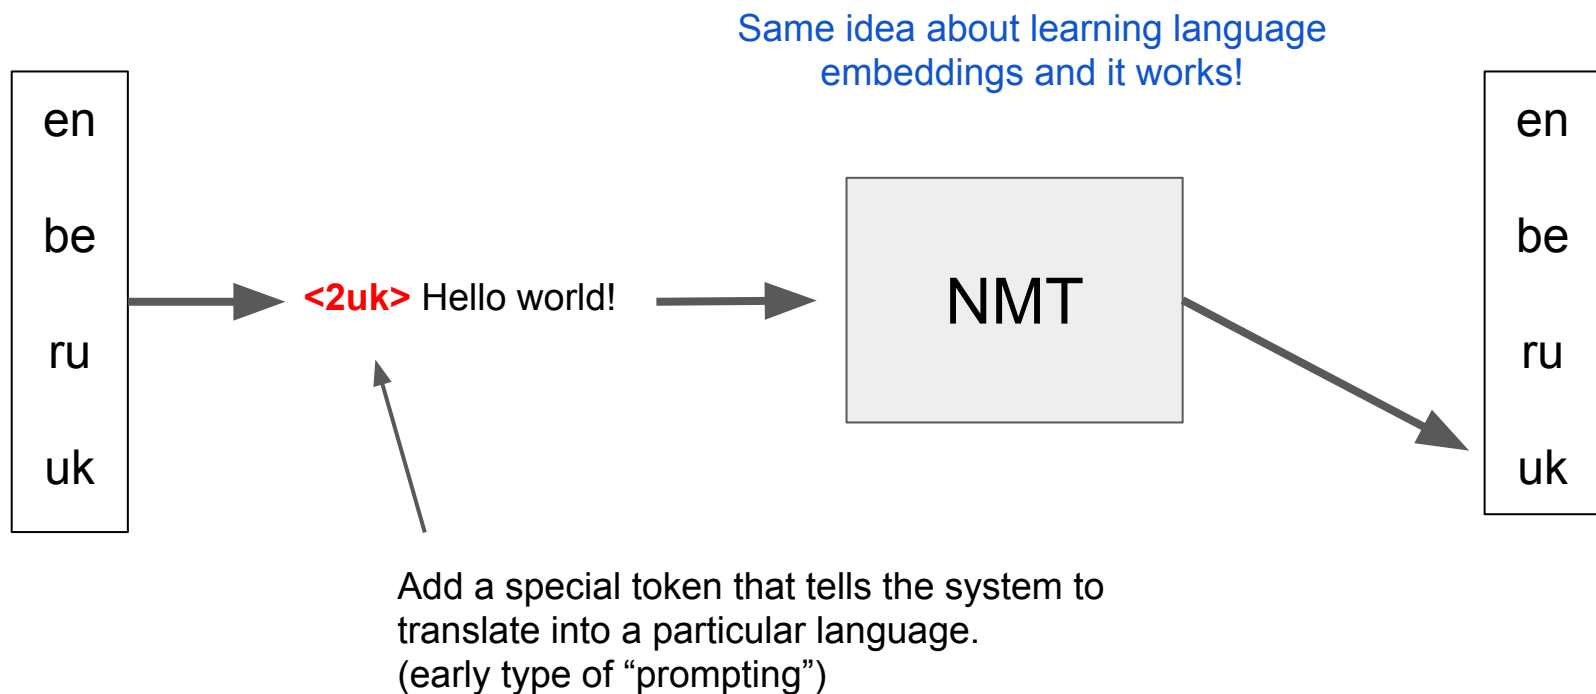 Same idea about learning language
embeddings and it works!
en
be
ru
uk
<2uk> Hello world!
NMT
en
be
ru
uk
Add a special token that tells the system to
translate into a particular language.
(early type of “prompting”)